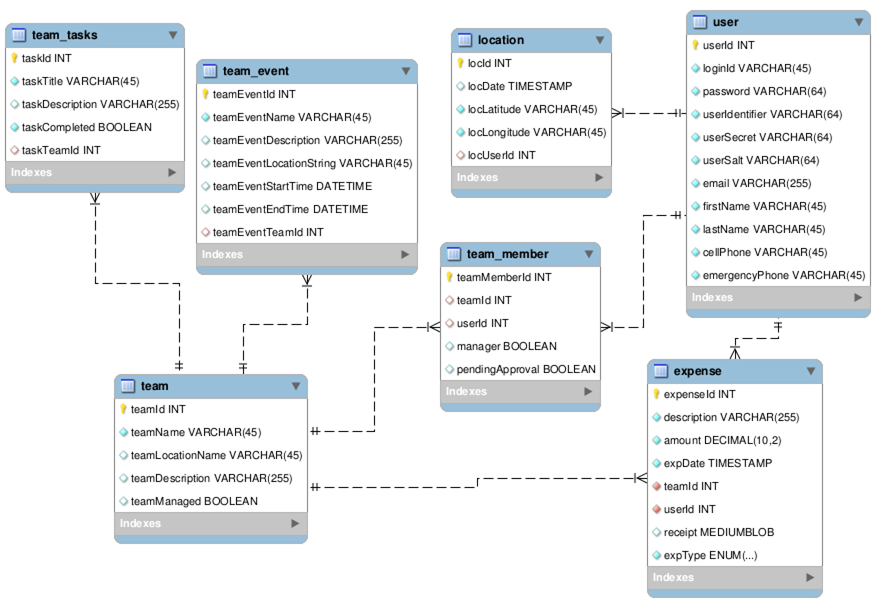 team_tasks
taskId INT
taskTitle VARCHAR(45)
taskDescription VARCHAR(255)
taskCompleted BOOLEAN
taskTeamId INT
Indexes
team_event
teamEventId INT
teamEventName VARCHAR(45)
teamEventDescription VARCHAR(255)
teamEventLocationString VARCHAR(45)
teamEventStartTime DATETIME
teamEventEndTime DATETIME
teamEventTeamId INT
Indexes
location
locId INT
locDate TIMESTAMP
locLatitude VARCHAR(45)
locLongitude VARCHAR(45)
locUserId INT
Indexes
user
userId INT
loginId VARCHAR(45)
password VARCHAR(64)
userIdentifier VARCHAR(64)
userSecret VARCHAR(64)
userSalt VARCHAR(64)
email VARCHAR(255)
firstName VARCHAR(45)
lastName VARCHAR(45)
cellPhone VARCHAR(45)
emergencyPhone VARCHAR(45)
Indexes
team_member
teamMemberId INT
teamId INT
userId INT
manager BOOLEAN
pendingApproval BOOLEAN
Indexes
team
teamId INT
teamName VARCHAR(45)
teamLocationName VARCHAR(45)
teamDescription VARCHAR(255)
teamManaged BOOLEAN
Indexes
expense
expenseId INT
description VARCHAR(255)
amount DECIMAL(10,2)
expDate TIMESTAMP
teamId INT
userId INT
receipt MEDIUMBLOB
expType ENUM(...)
Indexes